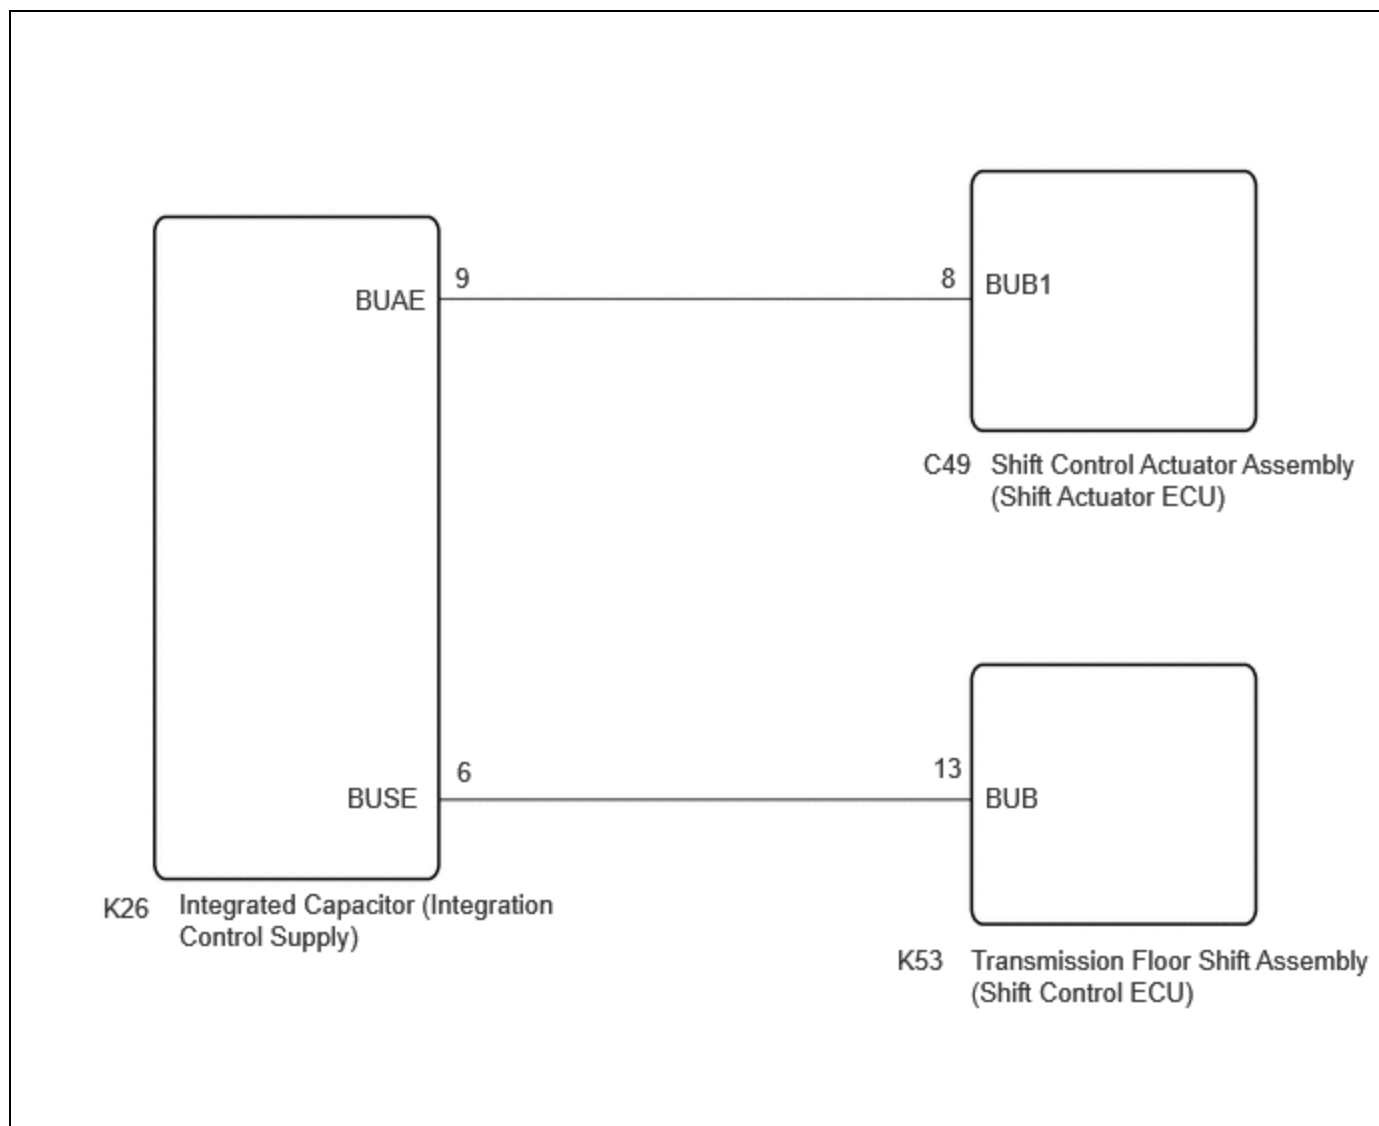 9
8
BUB1
BUAE
C49 Shift Control Actuator Assembly
(Shift Actuator ECU)
6
13
BUSE
BUB
K26 Integrated Capacitor (Integration
Control Supply)
K53 Transmission Floor Shift Assembly
(Shift Control ECU)